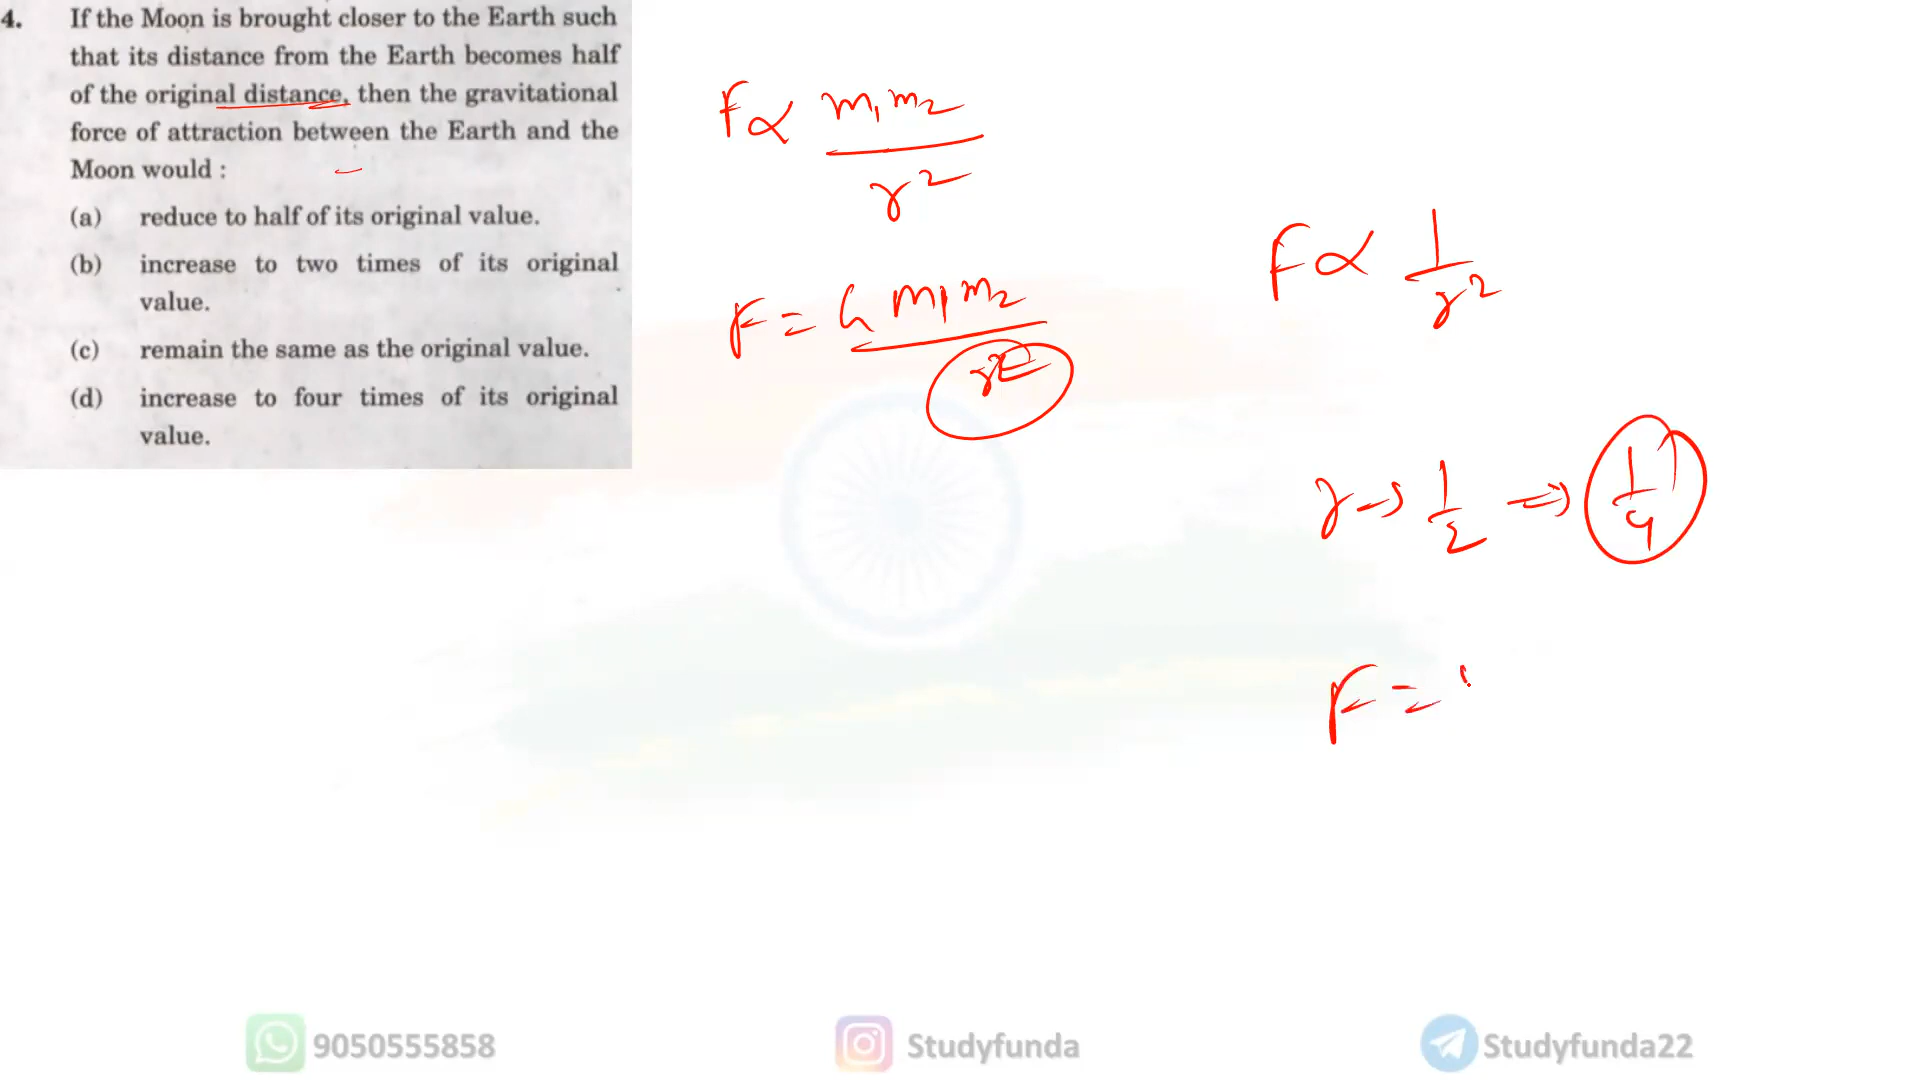 4. If the Moon is brought closer to the Earth such
that its distance from the Earth becomes half
of the original distance, then the gravitational
force of attraction between the Earth and the
Moon would :
(a) reduce to half of its original value.
(b) increase to two times of its original
value.
(c) remain the same as the original value.
(d) increase to four times of its original
value.
F ∝ m1m2
r2
F = G m1m2
r2
F ∝ 1
r2
r → 1/2 ⇒ 1/4
F =
9050555858
Studyfunda
Studyfunda22